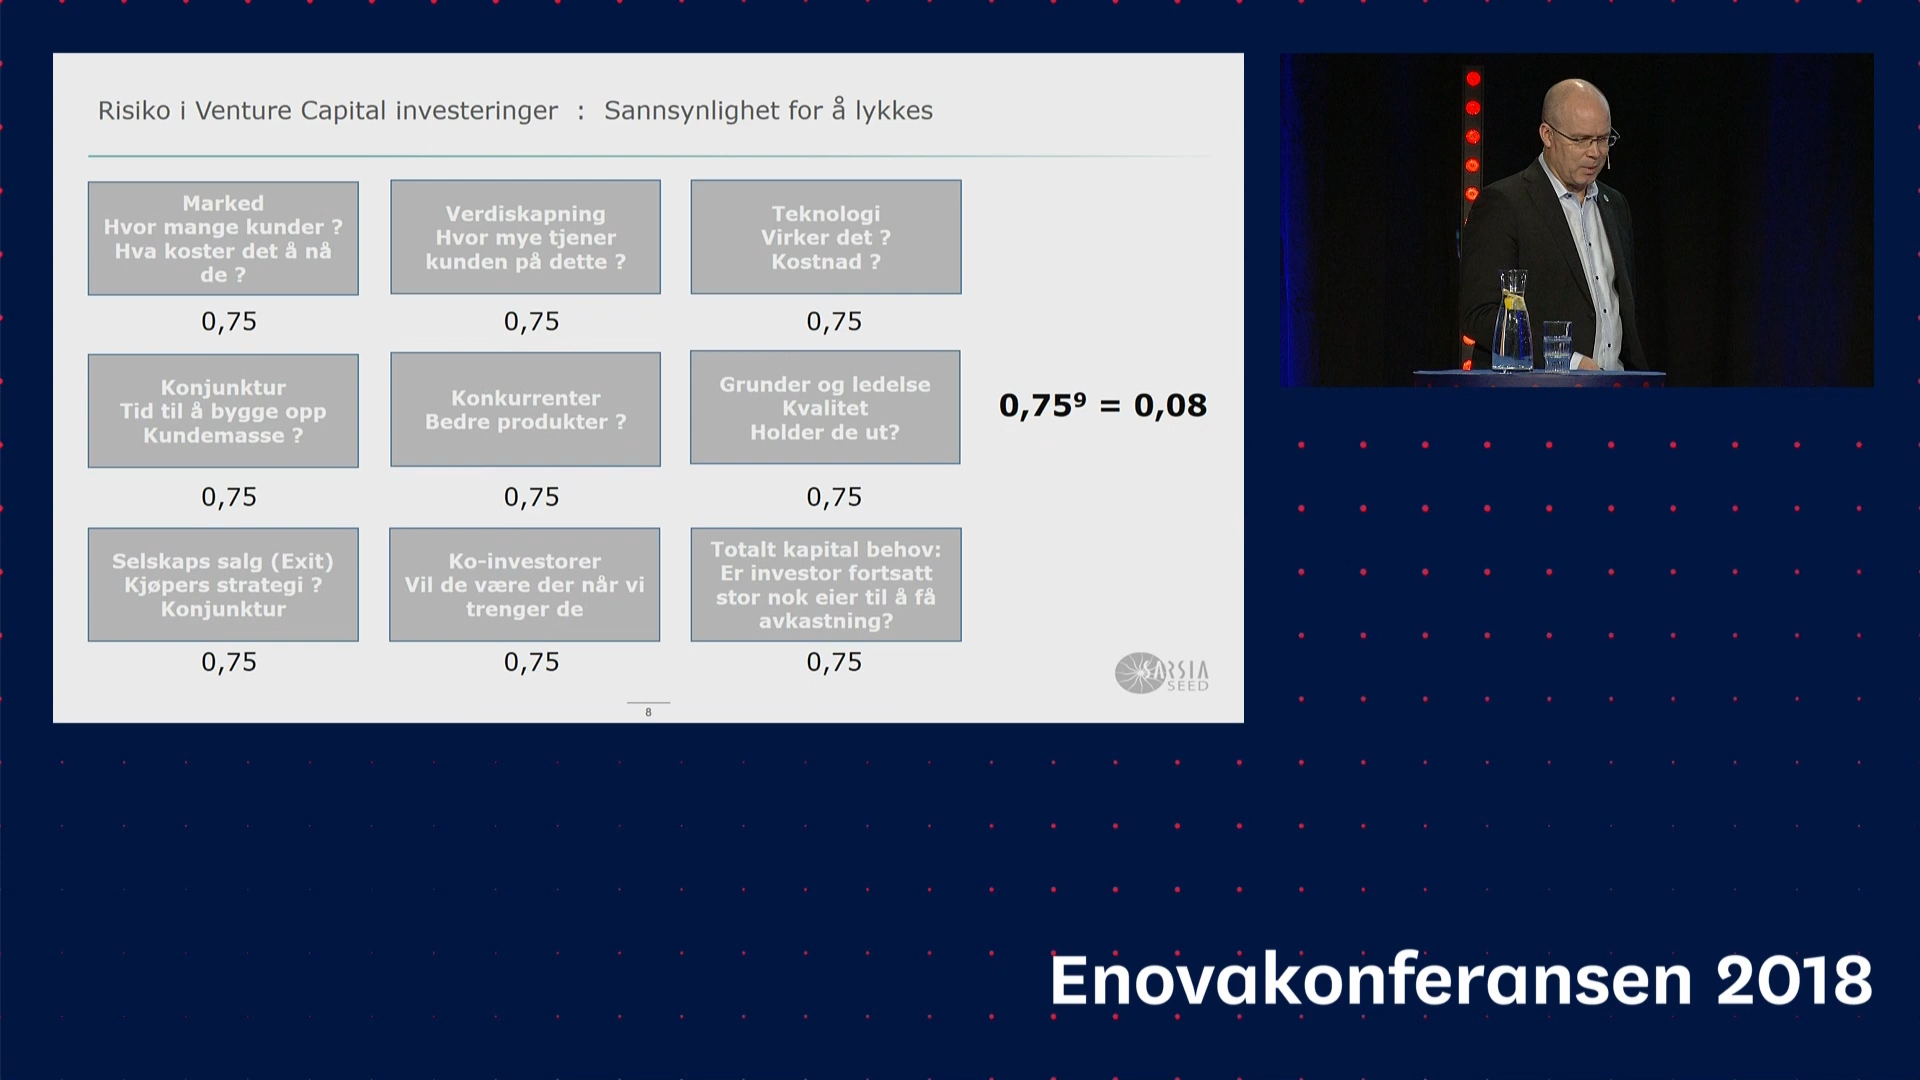 Risiko i Venture Capital investeringer : Sannsynlighet for å lykkes
Marked
Hvor mange kunder ?
Hva koster det å nå
de ?
0,75
Verdiskapning
Hvor mye tjener
kunden på dette ?
0,75
Teknologi
Virker det ?
Kostnad ?
0,75
Konjunktur
Tid til å bygge opp
Kundemasse ?
0,75
Konkurrenter
Bedre produkter ?
0,75
Grunder og ledelse
Kvalitet
Holder de ut?
0,75
0,75⁹ = 0,08
Selskaps salg (Exit)
Kjøpers strategi ?
Konjunktur
0,75
Ko-investorer
Vil de være der når vi
trenger de
0,75
Totalt kapital behov:
Er investor fortsatt
stor nok eier til å få
avkastning?
0,75
SARSIA
SEED
8
Enovakonferansen 2018